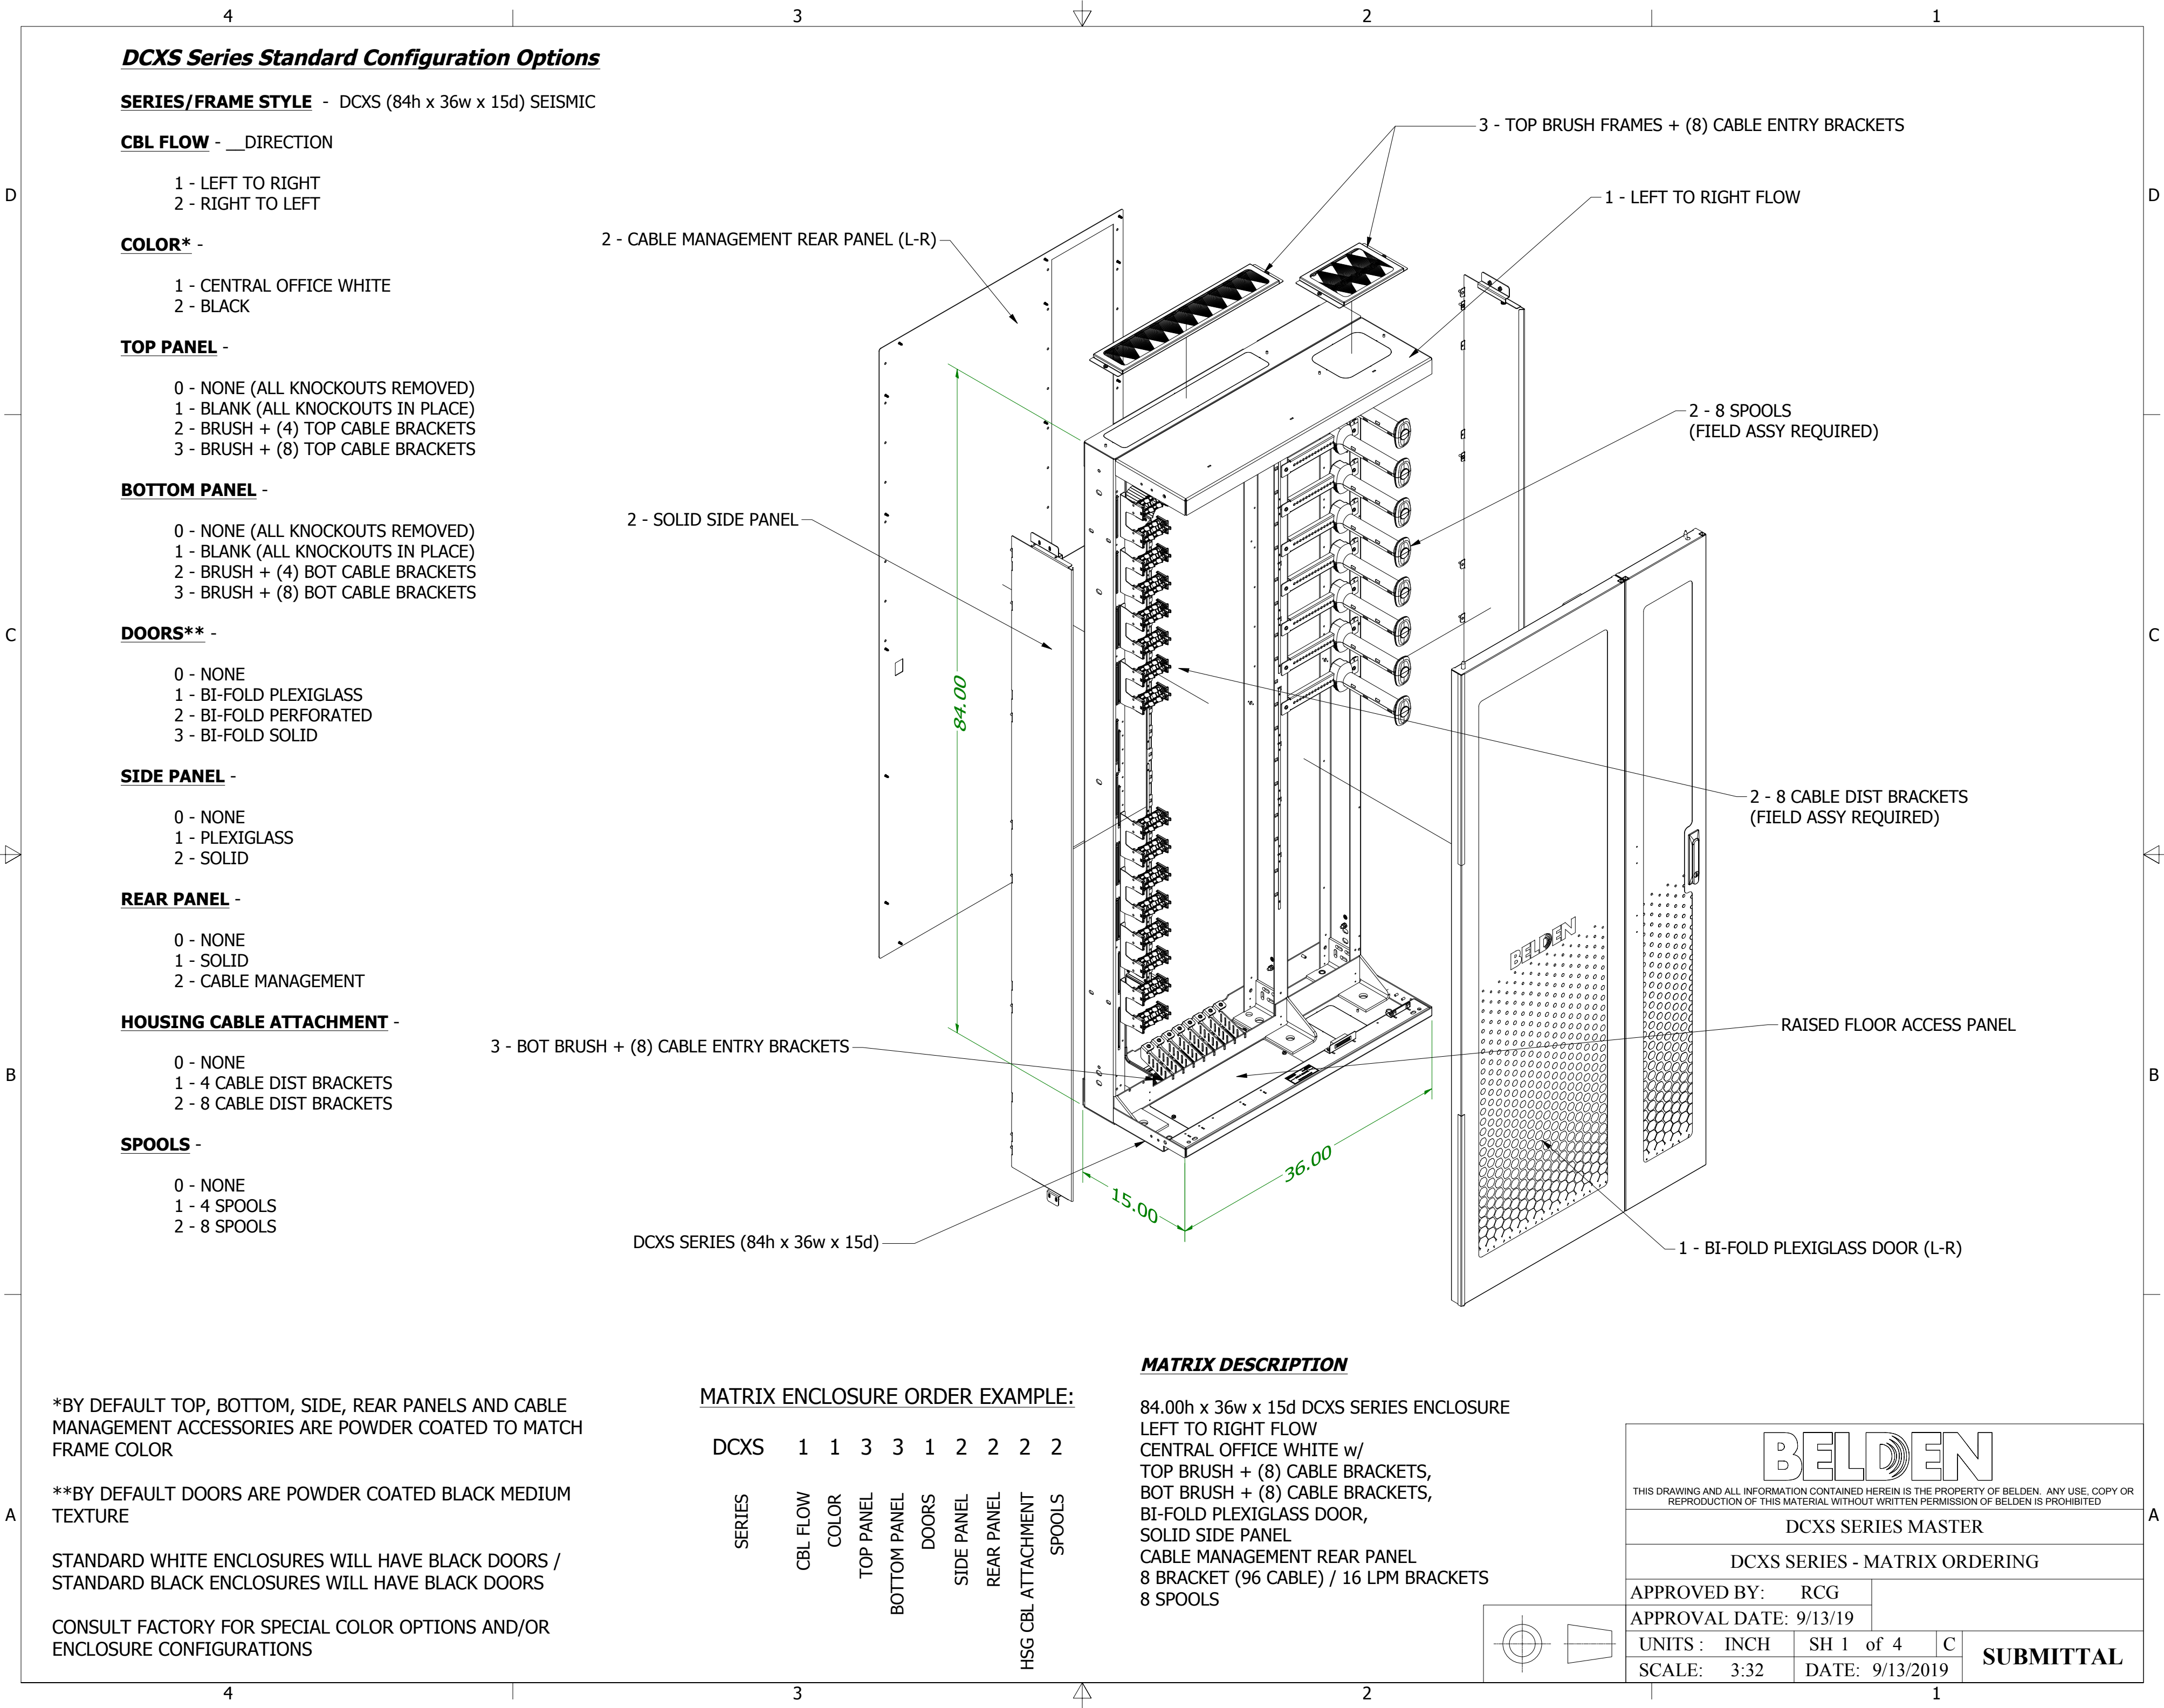 4 3 2 1
DCXS Series Standard Configuration Options
SERIES/FRAME STYLE - DCXS (84h x 36w x 15d) SEISMIC
CBL FLOW - __DIRECTION
1 - LEFT TO RIGHT
2 - RIGHT TO LEFT
COLOR* -
1 - CENTRAL OFFICE WHITE
2 - BLACK
TOP PANEL -
0 - NONE (ALL KNOCKOUTS REMOVED)
1 - BLANK (ALL KNOCKOUTS IN PLACE)
2 - BRUSH + (4) TOP CABLE BRACKETS
3 - BRUSH + (8) TOP CABLE BRACKETS
BOTTOM PANEL -
0 - NONE (ALL KNOCKOUTS REMOVED)
1 - BLANK (ALL KNOCKOUTS IN PLACE)
2 - BRUSH + (4) BOT CABLE BRACKETS
3 - BRUSH + (8) BOT CABLE BRACKETS
DOORS** -
0 - NONE
1 - BI-FOLD PLEXIGLASS
2 - BI-FOLD PERFORATED
3 - BI-FOLD SOLID
SIDE PANEL -
0 - NONE
1 - PLEXIGLASS
2 - SOLID
REAR PANEL -
0 - NONE
1 - SOLID
2 - CABLE MANAGEMENT
HOUSING CABLE ATTACHMENT -
0 - NONE
1 - 4 CABLE DIST BRACKETS
2 - 8 CABLE DIST BRACKETS
SPOOLS -
0 - NONE
1 - 4 SPOOLS
2 - 8 SPOOLS
3 - TOP BRUSH FRAMES + (8) CABLE ENTRY BRACKETS
1 - LEFT TO RIGHT FLOW
2 - CABLE MANAGEMENT REAR PANEL (L-R)
2 - 8 SPOOLS
(FIELD ASSY REQUIRED)
2 - SOLID SIDE PANEL
84.00
2 - 8 CABLE DIST BRACKETS
(FIELD ASSY REQUIRED)
BELDEN
RAISED FLOOR ACCESS PANEL
3 - BOT BRUSH + (8) CABLE ENTRY BRACKETS
36.00
15.00
DCXS SERIES (84h x 36w x 15d)
1 - BI-FOLD PLEXIGLASS DOOR (L-R)
D
D
C
C
B
B
A
A
*BY DEFAULT TOP, BOTTOM, SIDE, REAR PANELS AND CABLE
MANAGEMENT ACCESSORIES ARE POWDER COATED TO MATCH
FRAME COLOR
**BY DEFAULT DOORS ARE POWDER COATED BLACK MEDIUM
TEXTURE
STANDARD WHITE ENCLOSURES WILL HAVE BLACK DOORS /
STANDARD BLACK ENCLOSURES WILL HAVE BLACK DOORS
CONSULT FACTORY FOR SPECIAL COLOR OPTIONS AND/OR
ENCLOSURE CONFIGURATIONS
MATRIX ENCLOSURE ORDER EXAMPLE:
DCXS 1 1 3 3 1 2 2 2 2
SERIES
CBL FLOW
COLOR
TOP PANEL
BOTTOM PANEL
DOORS
SIDE PANEL
REAR PANEL
HSG CBL ATTACHMENT
SPOOLS
MATRIX DESCRIPTION
84.00h x 36w x 15d DCXS SERIES ENCLOSURE
LEFT TO RIGHT FLOW
CENTRAL OFFICE WHITE w/
TOP BRUSH + (8) CABLE BRACKETS,
BOT BRUSH + (8) CABLE BRACKETS,
BI-FOLD PLEXIGLASS DOOR,
SOLID SIDE PANEL
CABLE MANAGEMENT REAR PANEL
8 BRACKET (96 CABLE) / 16 LPM BRACKETS
8 SPOOLS
BELDEN
THIS DRAWING AND ALL INFORMATION CONTAINED HEREIN IS THE PROPERTY OF BELDEN. ANY USE, COPY OR
REPRODUCTION OF THIS MATERIAL WITHOUT WRITTEN PERMISSION OF BELDEN IS PROHIBITED
DCXS SERIES MASTER
DCXS SERIES - MATRIX ORDERING
APPROVED BY: RCG
APPROVAL DATE: 9/13/19
UNITS : INCH SH 1 of 4 C
SCALE: 3:32 DATE: 9/13/2019
SUBMITTAL
4 3 2 1